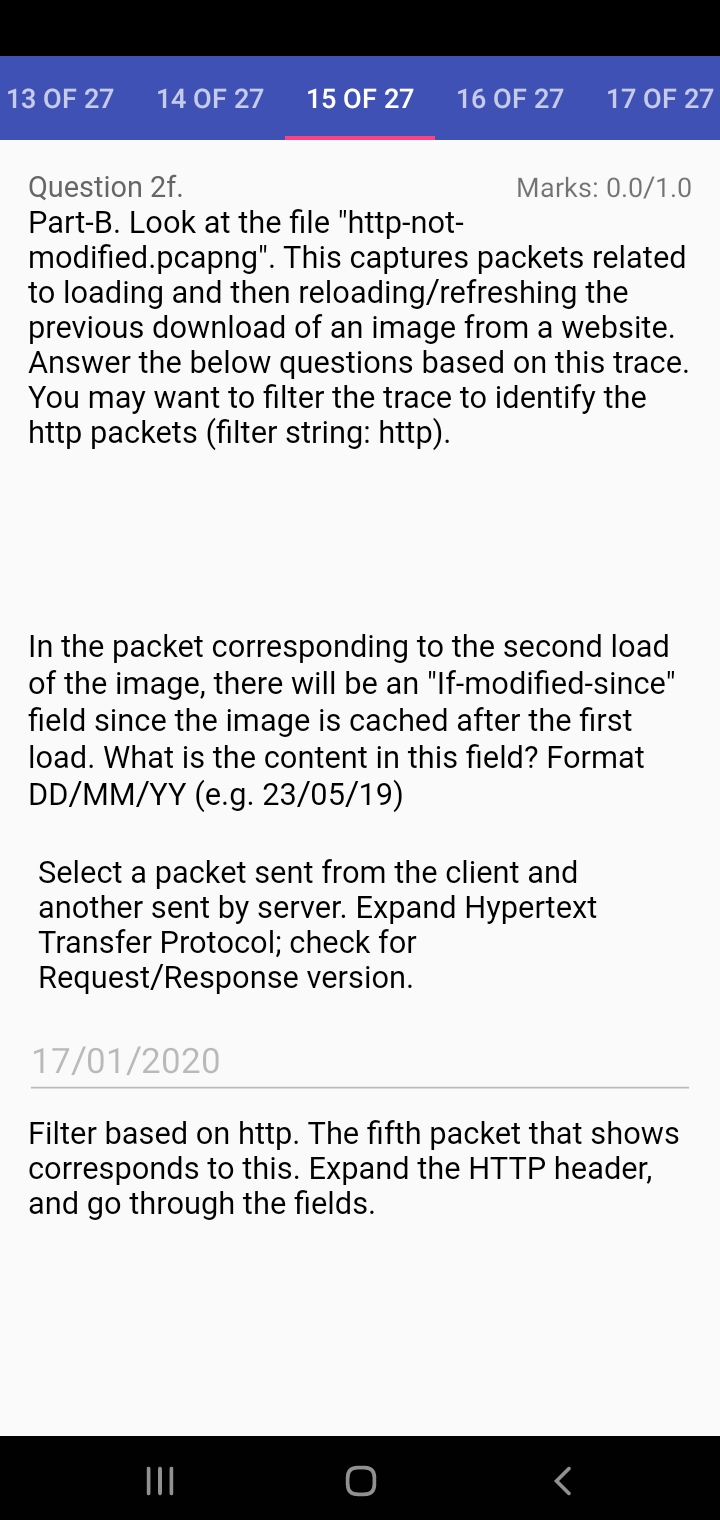 13 OF 27 14 OF 27 15 OF 27 16 OF 27 17 OF 27
Question 2f. Marks: 0.0/1.0
Part-B. Look at the file "http-not-
modified.pcapng". This captures packets related
to loading and then reloading/refreshing the
previous download of an image from a website.
Answer the below questions based on this trace.
You may want to filter the trace to identify the
http packets (filter string: http).
In the packet corresponding to the second load
of the image, there will be an "If-modified-since"
field since the image is cached after the first
load. What is the content in this field? Format
DD/MM/YY (e.g. 23/05/19)
Select a packet sent from the client and
another sent by server. Expand Hypertext
Transfer Protocol; check for
Request/Response version.
17/01/2020
Filter based on http. The fifth packet that shows
corresponds to this. Expand the HTTP header,
and go through the fields.